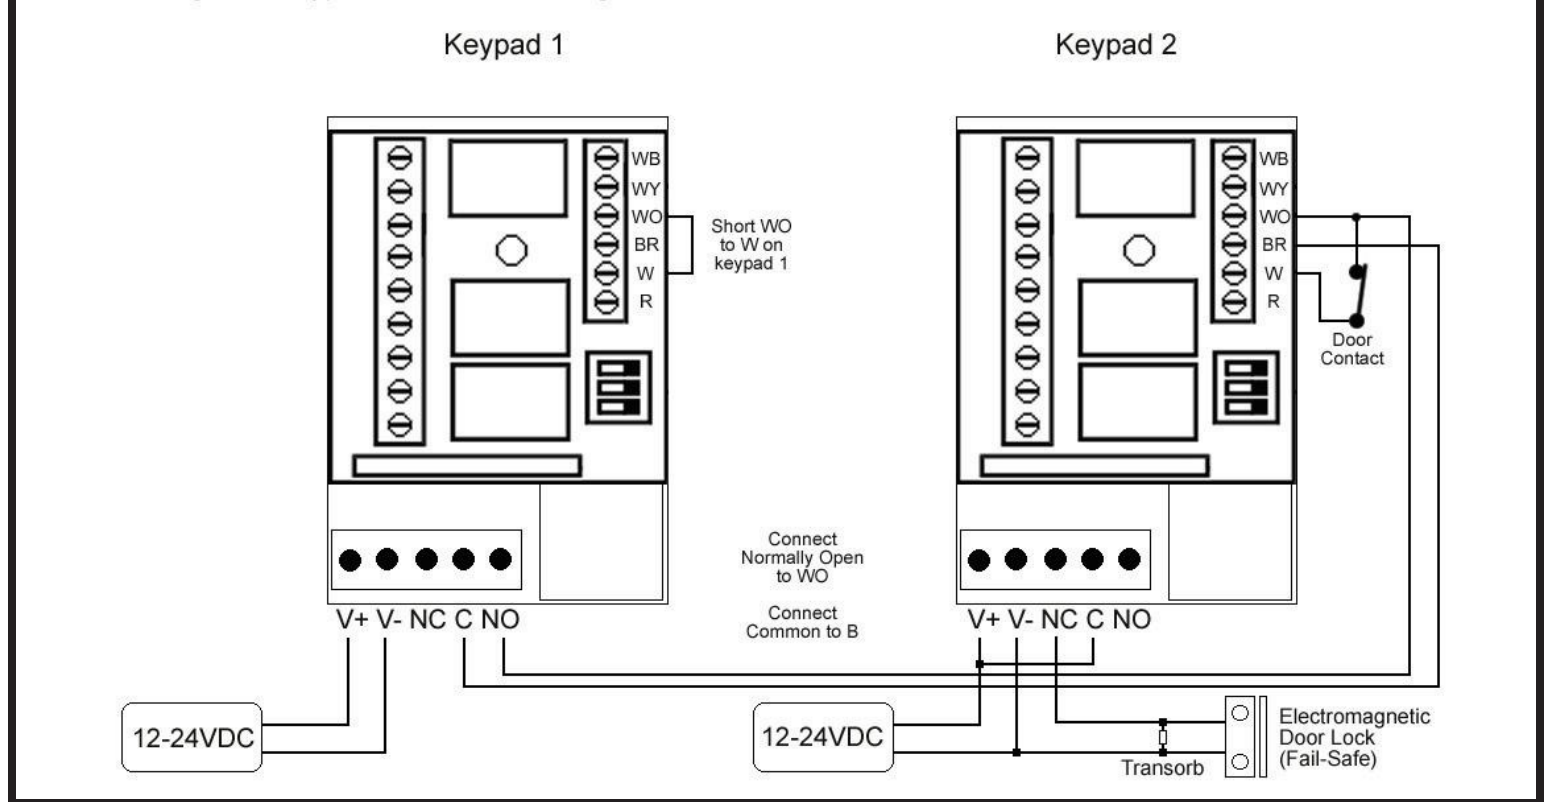 Keypad 1
Keypad 2
WB
WY
WO
BR
W
R
Short WO
to W on
keypad 1
WB
WY
WO
BR
W
R
Door
Contact
Connect
Normally Open
to WO
Connect
Common to B
V+ V- NC C NO
V+ V- NC C NO
12-24VDC
12-24VDC
Transorb
Electromagnetic
Door Lock
(Fail-Safe)